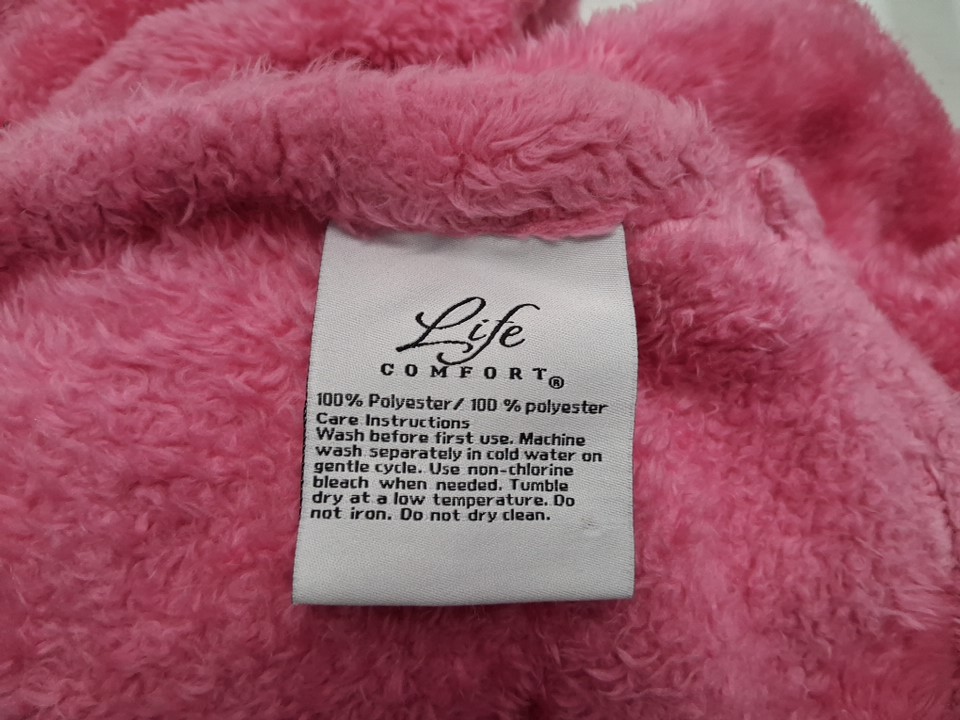 Life
COMFORT®
100% Polyester/ 100 % polyester
Care Instructions
Wash before first use. Machine
wash separately in cold water on
gentle cycle. Use non-chlorine
bleach when needed. Tumble
dry at a low temperature. Do
not iron. Do not dry clean.